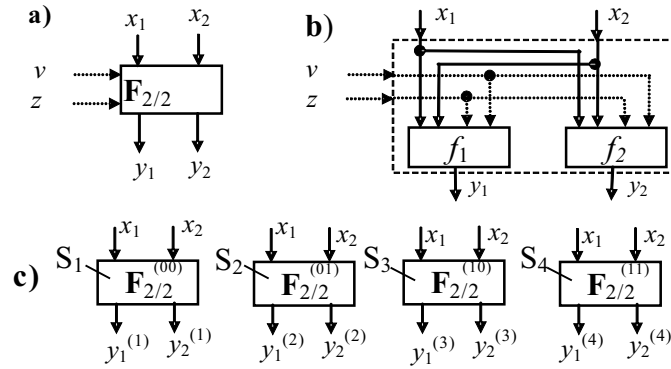 a) x₁ x₂ b) x₁ x₂
v F₂/₂ v
z z
f₁ f₂
y₁ y₂ y₁ y₂
x₁ x₂ x₁ x₂ x₁ x₂ x₁ x₂
c) S₁ F₂/₂⁽⁰⁰⁾ S₂ F₂/₂⁽⁰¹⁾ S₃ F₂/₂⁽¹⁰⁾ S₄ F₂/₂⁽¹¹⁾
y₁⁽¹⁾ y₂⁽¹⁾ y₁⁽²⁾ y₂⁽²⁾ y₁⁽³⁾ y₂⁽³⁾ y₁⁽⁴⁾ y₂⁽⁴⁾